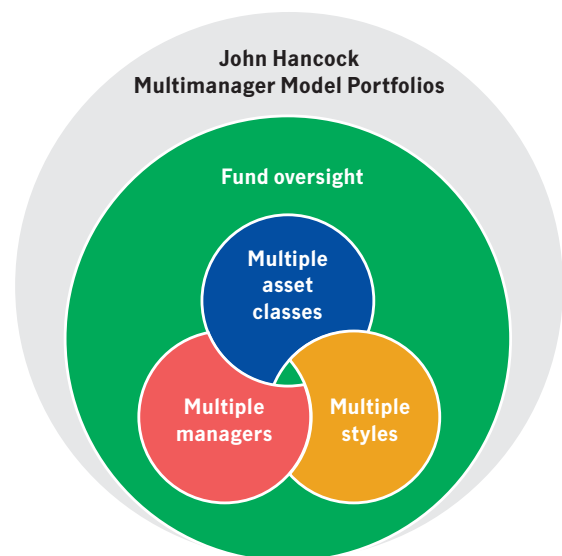 John Hancock
Multimanager Model Portfolios
Fund oversight
Multiple
asset
classes
Multiple
managers
Multiple
styles